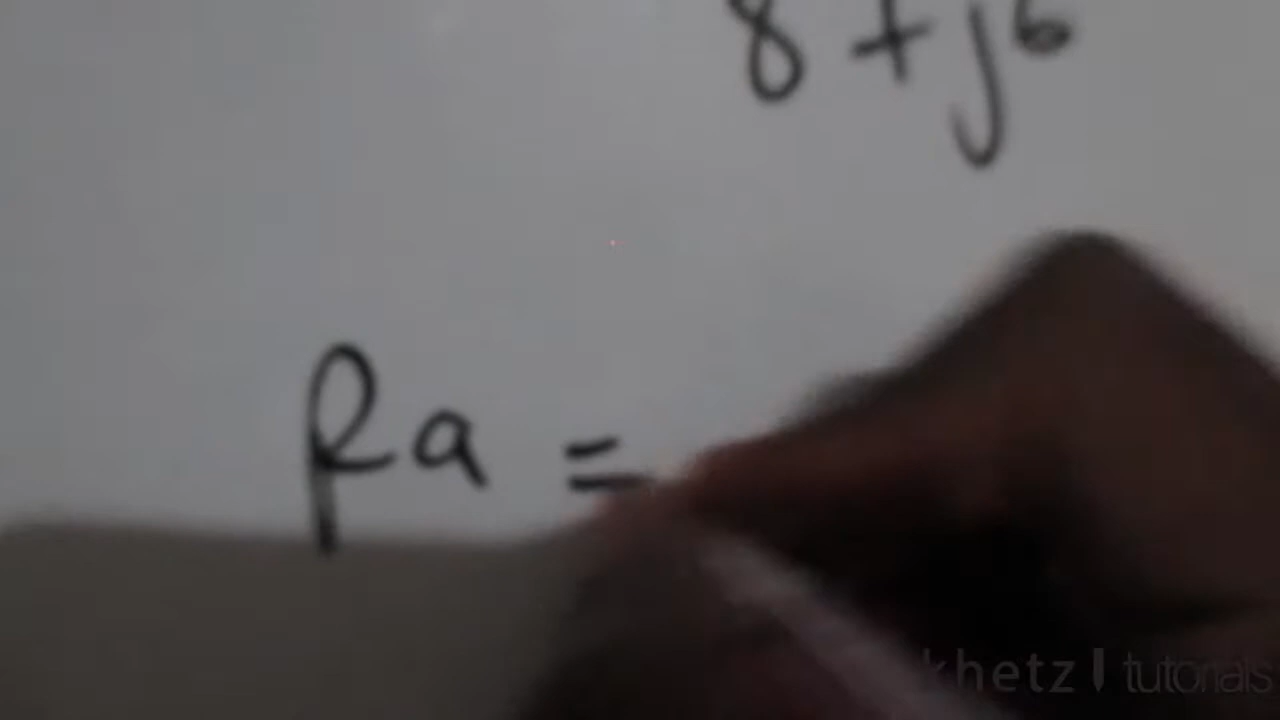 8 + j6
Ra =
khetz tutorials